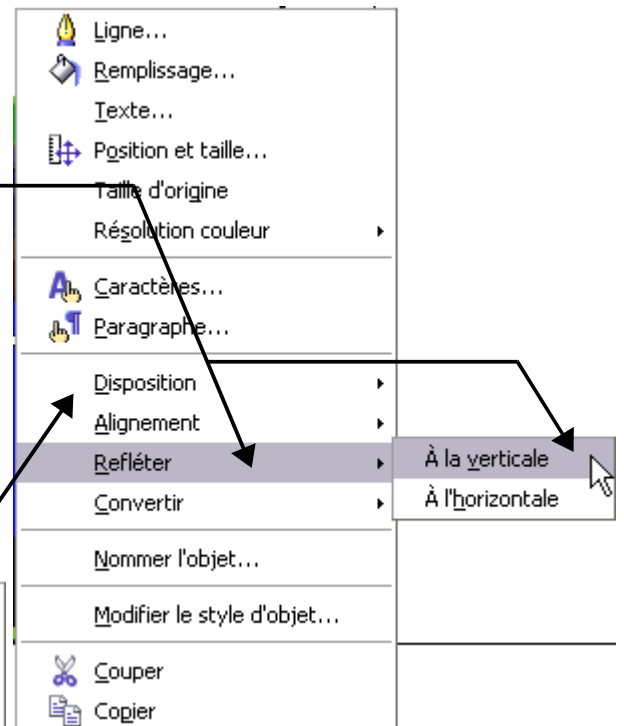 Ligne...
Remplissage...
Texte...
Position et taille...
Taille d'origine
Résolution couleur
Caractères...
Paragraphe...
Disposition
Alignement
Refléter
À la verticale
À l'horizontale
Convertir
Nommer l'objet...
Modifier le style d'objet...
Couper
Copier